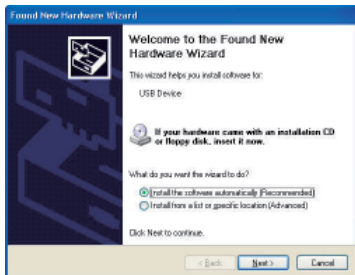 Found New Hardware Wizard
Welcome to the Found New
Hardware Wizard
This wizard helps you install software for:
USB Device
If your hardware came with an installation CD
or floppy disk, insert it now.
What do you want the wizard to do?
Install the software automatically (Recommended)
Install from a list or specific location (Advanced)
Click Next to continue.
< Back Next > Cancel